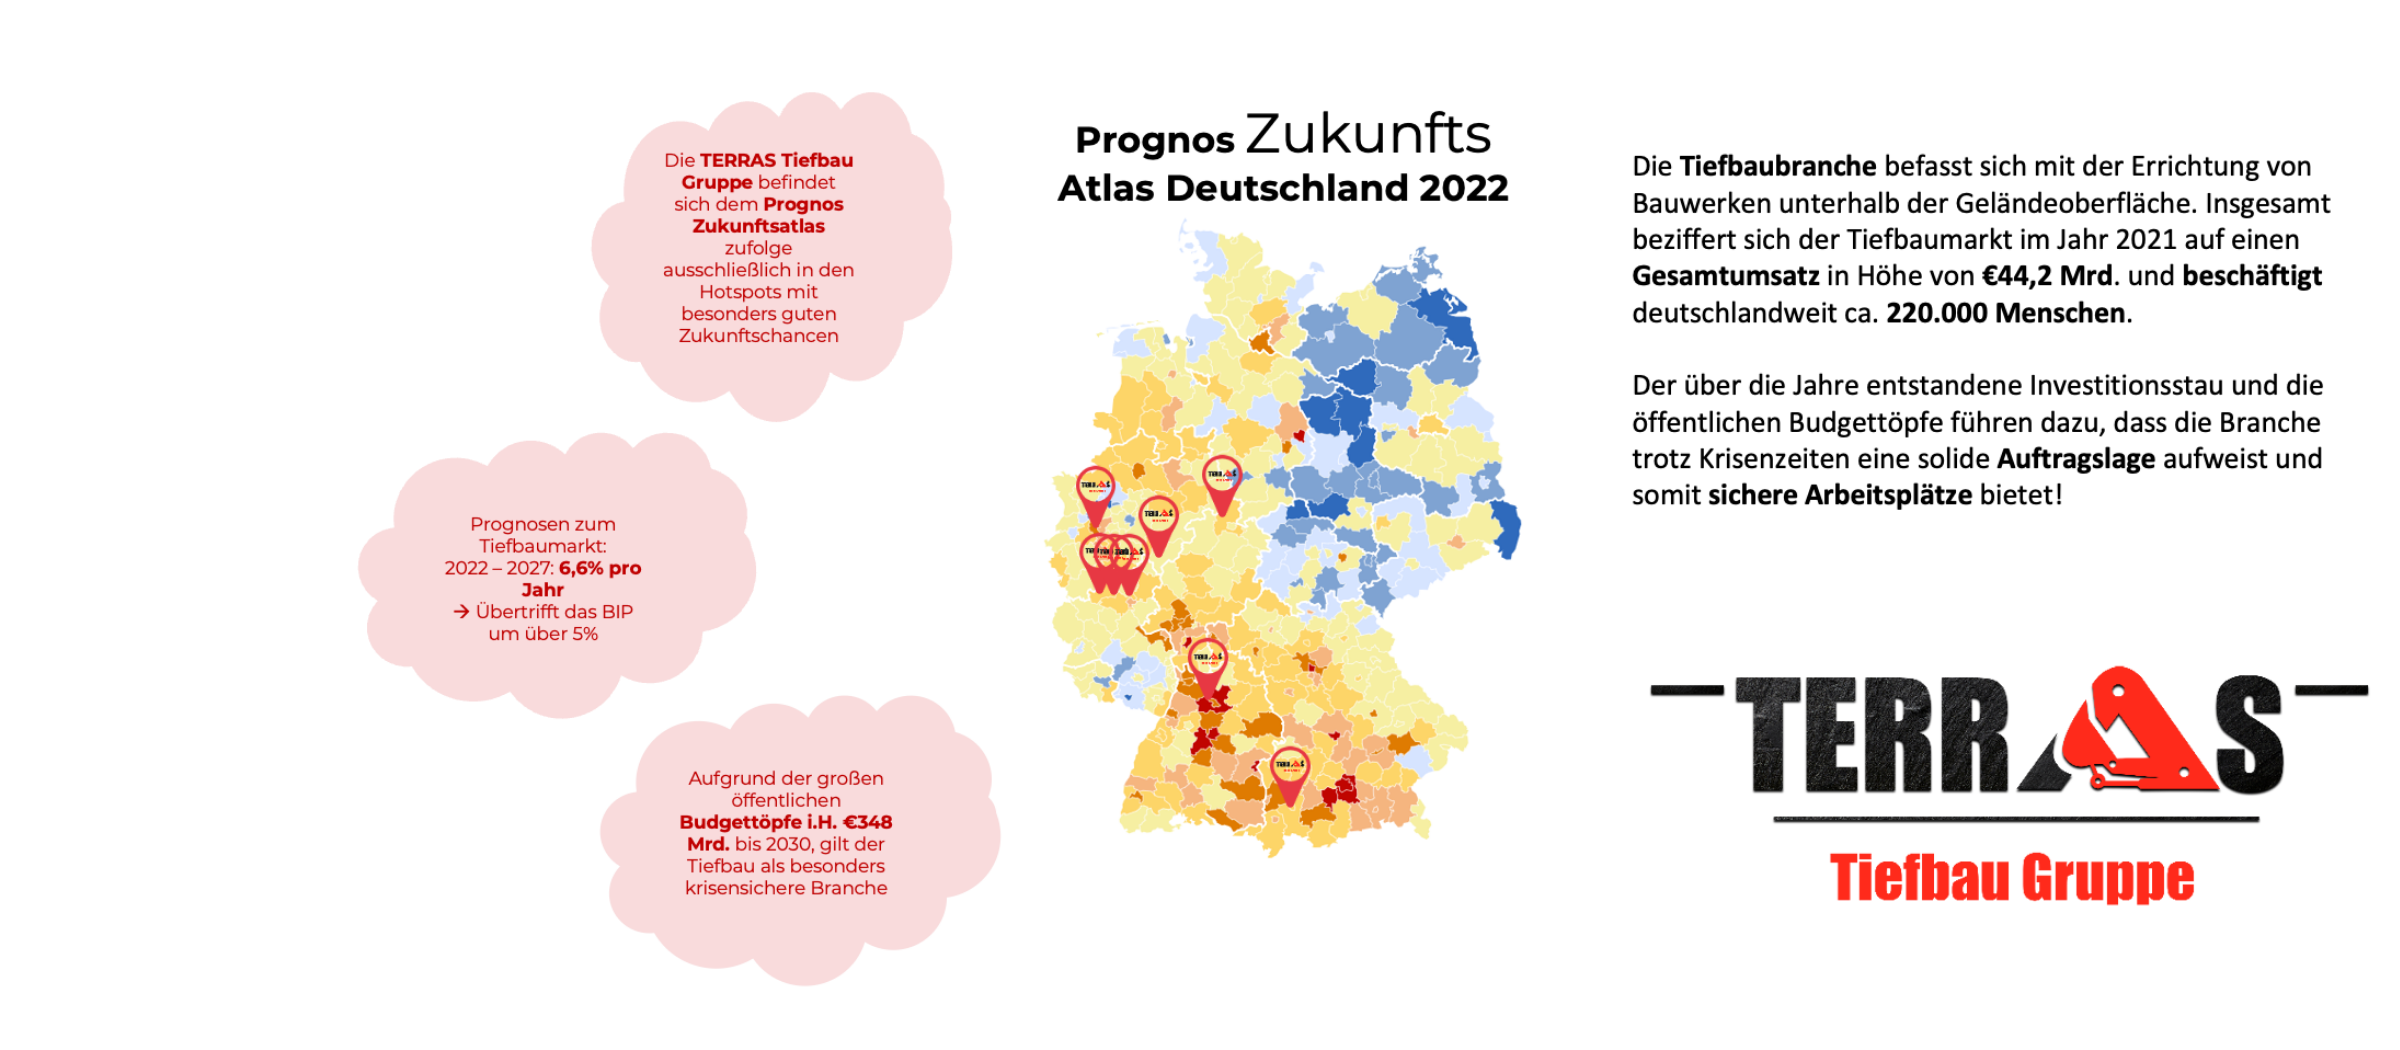 Die TERRAS Tiefbau
Gruppe befindet
sich dem Prognos
Zukunftsatlas
zufolge
ausschließlich in den
Hotspots mit
besonders guten
Zukunftschancen
Prognosen zum
Tiefbaumarkt:
2022 – 2027: 6,6% pro
Jahr
→ Übertrifft das BIP
um über 5%
Aufgrund der großen
öffentlichen
Budgettöpfe i.H. €348
Mrd. bis 2030, gilt der
Tiefbau als besonders
krisensichere Branche
Prognos Zukunfts
Atlas Deutschland 2022
TERRAS
TERRAS
TERRAS
TERRAS
TERRAS
Die Tiefbaubranche befasst sich mit der Errichtung von
Bauwerken unterhalb der Geländeoberfläche. Insgesamt
beziffert sich der Tiefbaumarkt im Jahr 2021 auf einen
Gesamtumsatz in Höhe von €44,2 Mrd. und beschäftigt
deutschlandweit ca. 220.000 Menschen.
Der über die Jahre entstandene Investitionsstau und die
öffentlichen Budgettöpfe führen dazu, dass die Branche
trotz Krisenzeiten eine solide Auftragslage aufweist und
somit sichere Arbeitsplätze bietet!
TERRAS
Tiefbau Gruppe